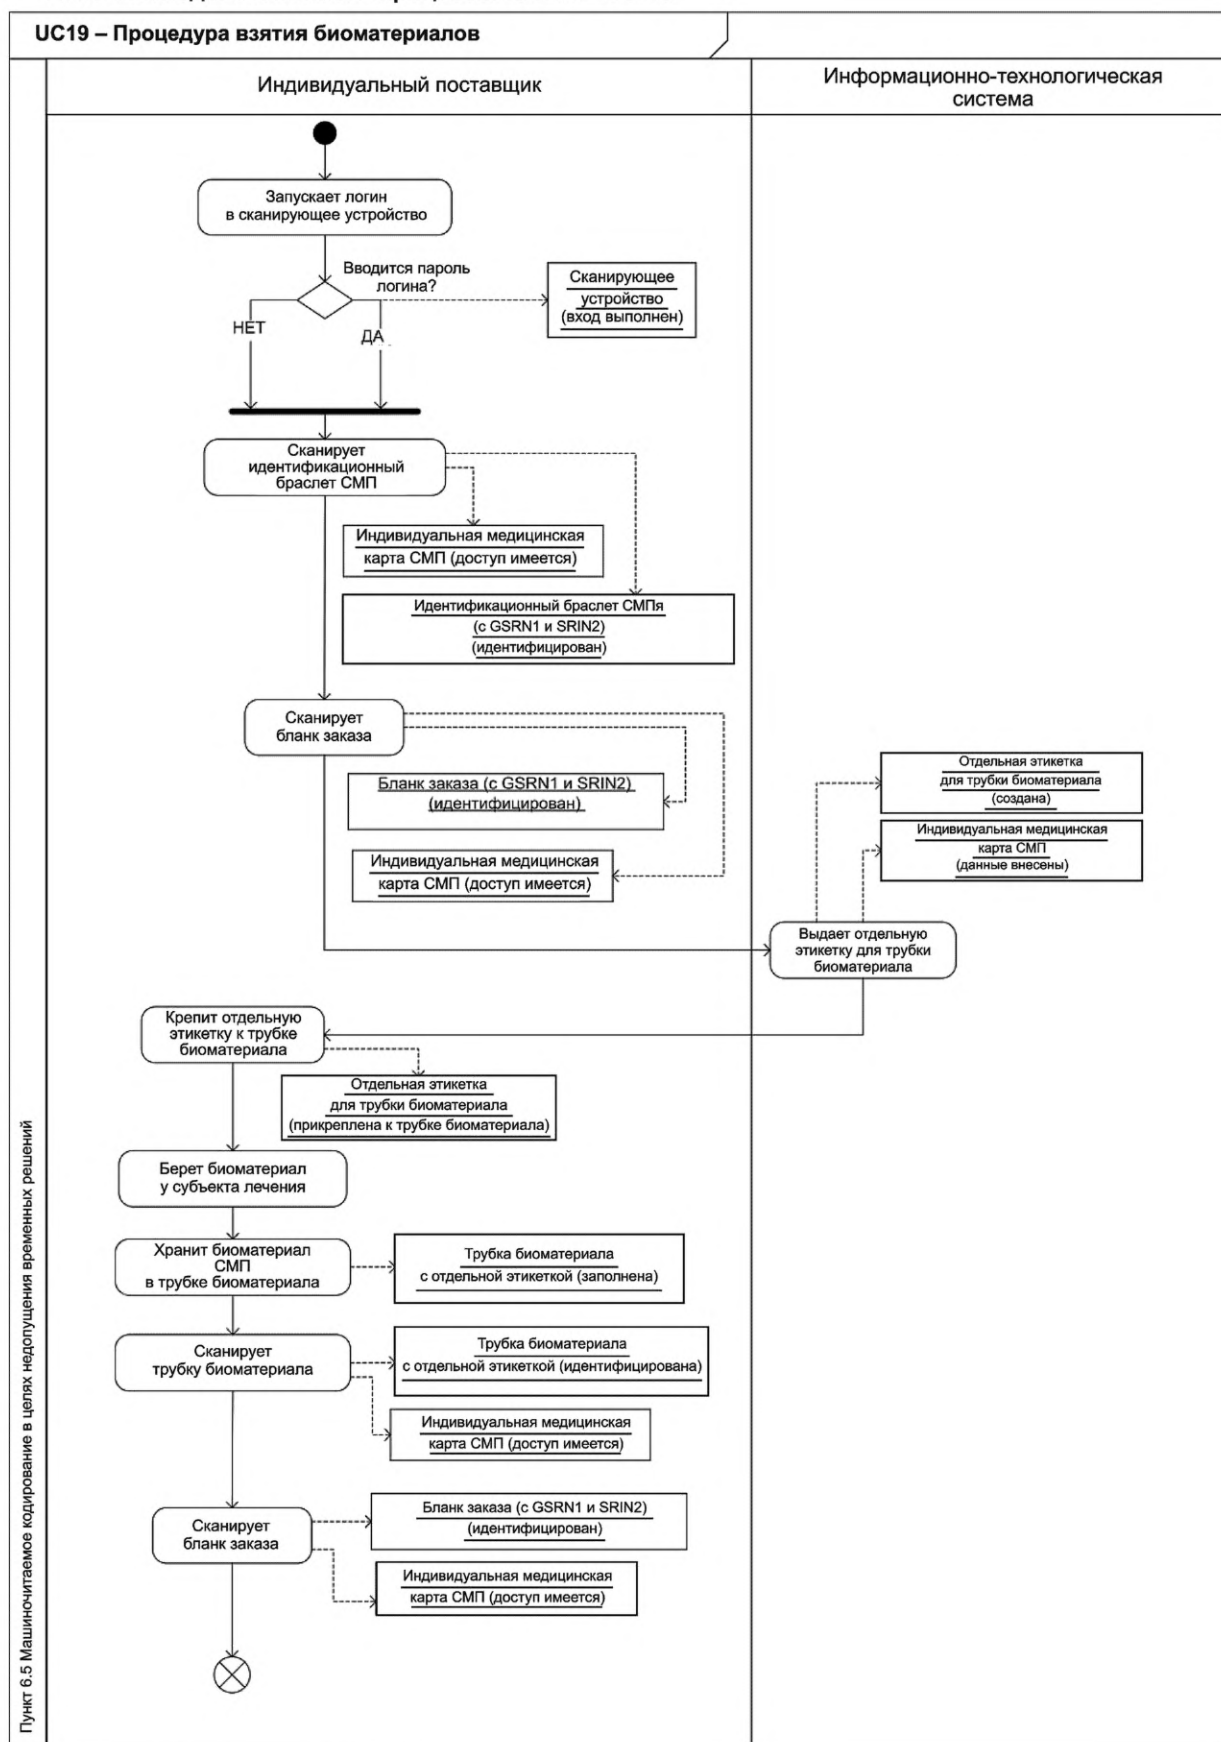 UC19 – Процедура взятия биоматериалов
Индивидуальный поставщик
Информационно-технологическая
система
Запускает логин
в сканирующее устройство
Вводится пароль
логина?
Сканирующее
устройство
(вход выполнен)
НЕТ
ДА
Сканирует
идентификационный
браслет СМП
Индивидуальная медицинская
карта СМП (доступ имеется)
Идентификационный браслет СМПя
(с GSRN1 и SRIN2)
(идентифицирован)
Сканирует
бланк заказа
Бланк заказа (с GSRN1 и SRIN2)
(идентифицирован)
Индивидуальная медицинская
карта СМП (доступ имеется)
Отдельная этикетка
для трубки биоматериала
(создана)
Индивидуальная медицинская
карта СМП
(данные внесены)
Выдает отдельную
этикетку для трубки
биоматериала
Крепит отдельную
этикетку к трубке
биоматериала
Отдельная этикетка
для трубки биоматериала
(прикреплена к трубке биоматериала)
Берет биоматериал
у субъекта лечения
Хранит биоматериал
СМП
в трубке биоматериала
Трубка биоматериала
с отдельной этикеткой (заполнена)
Сканирует
трубку биоматериала
Трубка биоматериала
с отдельной этикеткой (идентифицирована)
Индивидуальная медицинская
карта СМП (доступ имеется)
Сканирует
бланк заказа
Бланк заказа (с GSRN1 и SRIN2)
(идентифицирован)
Индивидуальная медицинская
карта СМП (доступ имеется)
Пункт 6.5 Машиночитаемое кодирование в целях недопущения временных решений